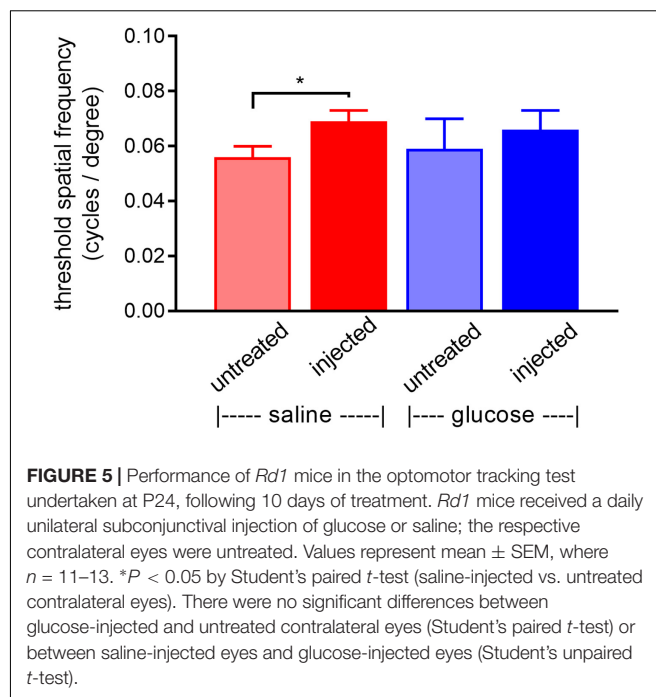 0.10
0.08
0.06
0.04
0.02
0.00
threshold spatial frequency
(cycles / degree)
*
untreated
injected
untreated
injected
|----- saline -----|
|---- glucose ----|
FIGURE 5 | Performance of Rd1 mice in the optomotor tracking test
undertaken at P24, following 10 days of treatment. Rd1 mice received a daily
unilateral subconjunctival injection of glucose or saline; the respective
contralateral eyes were untreated. Values represent mean ± SEM, where
n = 11–13. *P < 0.05 by Student’s paired t-test (saline-injected vs. untreated
contralateral eyes). There were no significant differences between
glucose-injected and untreated contralateral eyes (Student’s paired t-test) or
between saline-injected eyes and glucose-injected eyes (Student’s unpaired
t-test).